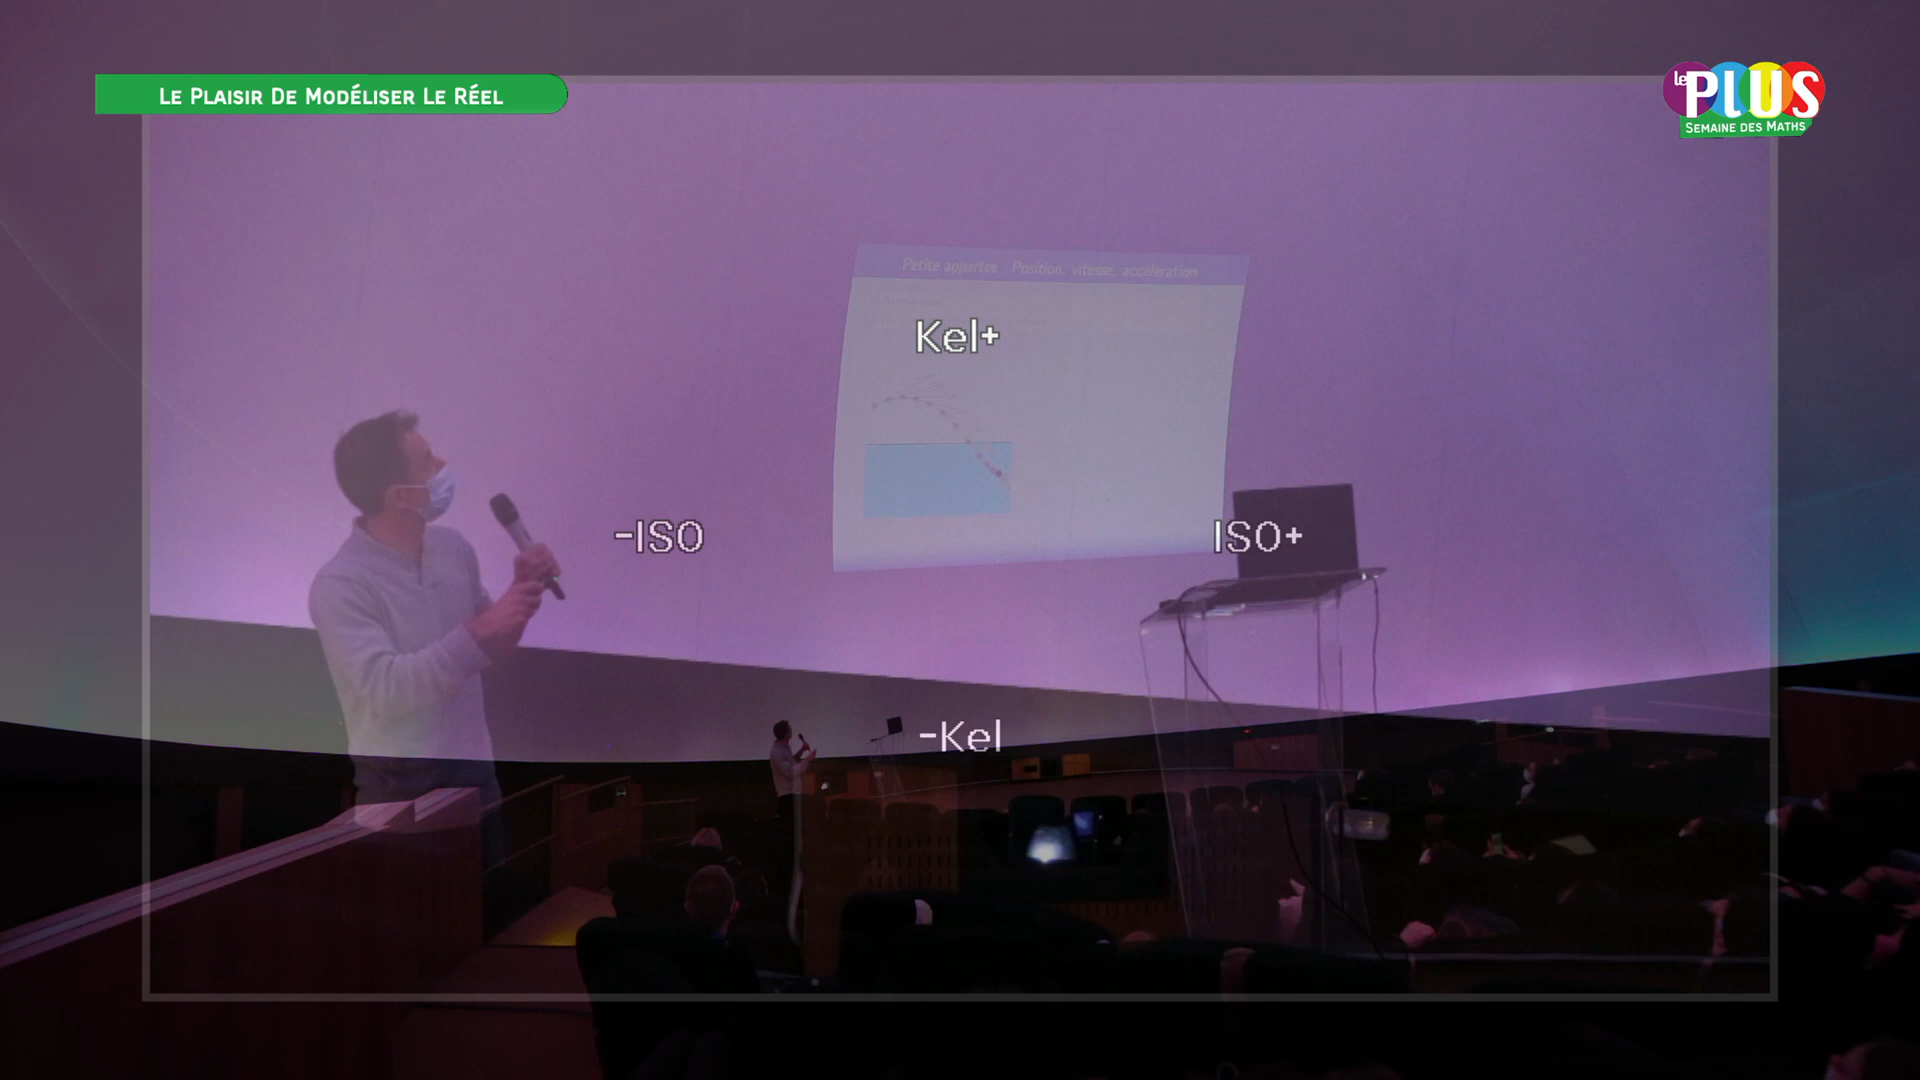 Le Plaisir De Modéliser Le Réel
le PLUS
Semaine des Maths
Petite appartée : Position, vitesse, accélération
Kel+
-ISO
ISO+
-Kel